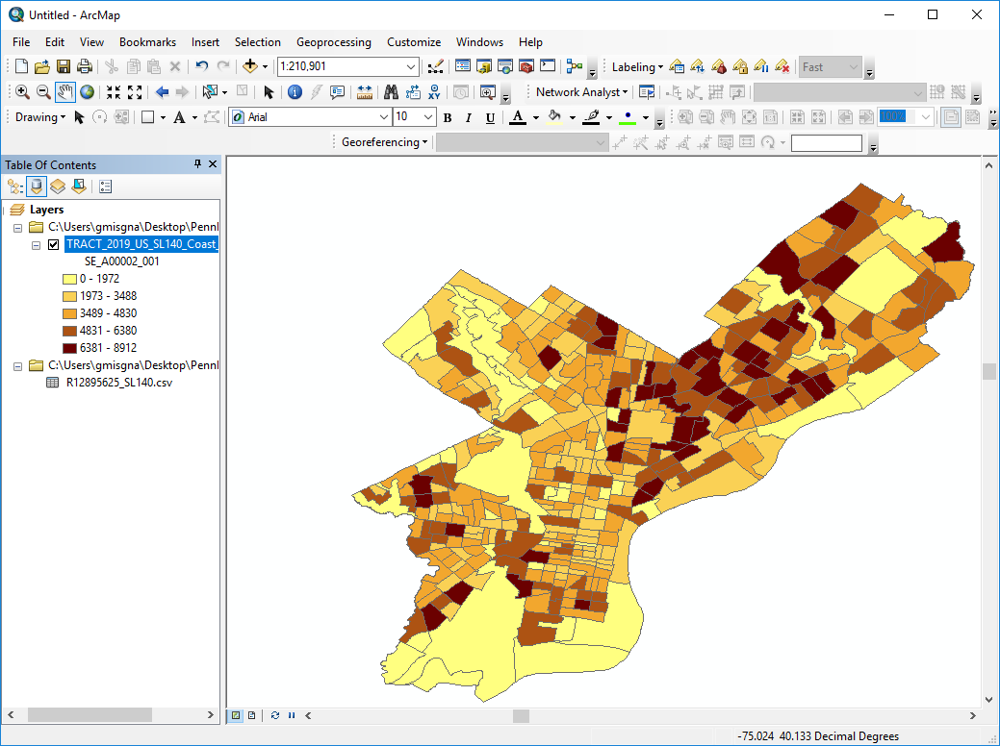 Untitled - ArcMap
File Edit View Bookmarks Insert Selection Geoprocessing Customize Windows Help
1:210,901 Labeling Fast
Network Analyst
Drawing A Arial 10 B I U A 100%
Georeferencing
Table Of Contents
Layers
C:\Users\gmisgna\Desktop\Pennl
TRACT_2019_US_SL140_Coast_
SE_A00002_001
0 - 1972
1973 - 3488
3489 - 4830
4831 - 6380
6381 - 8912
C:\Users\gmisgna\Desktop\Pennl
R12895625_SL140.csv
-75.024 40.133 Decimal Degrees